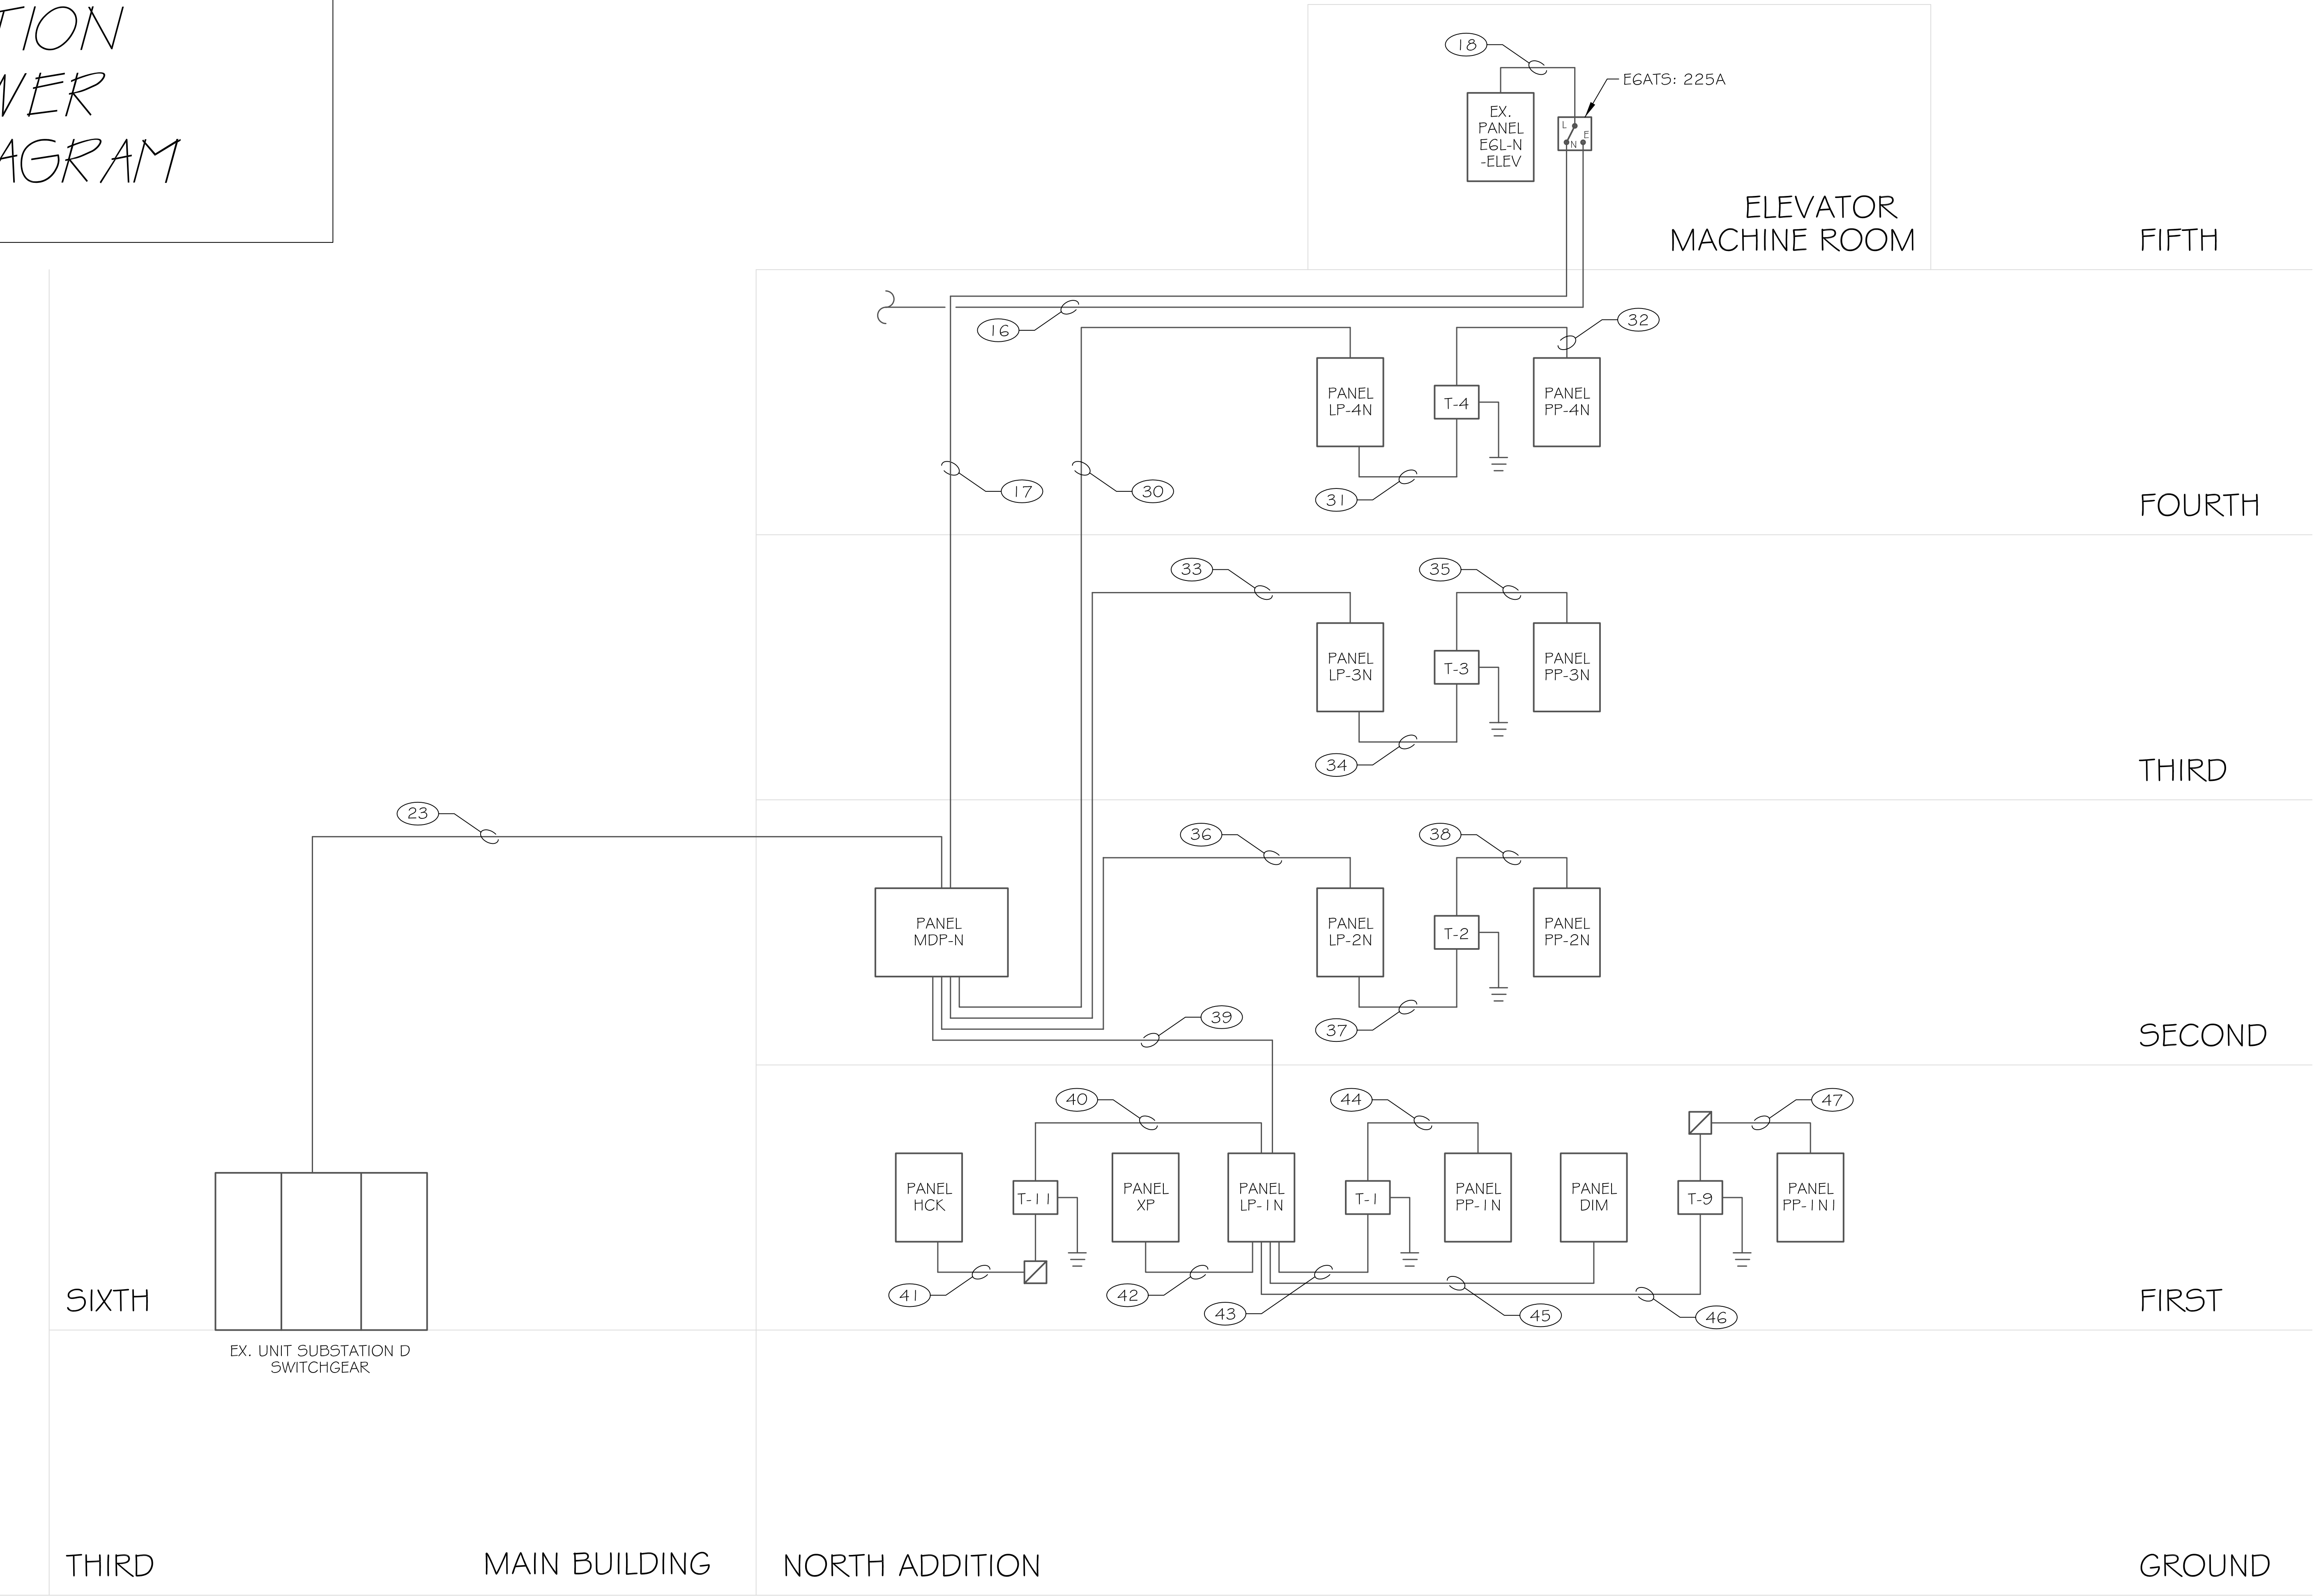 TION
WER
AGRAM
18
E6ATS: 225A
EX.
PANEL
E6L-N
-ELEV
L
E
N
ELEVATOR
MACHINE ROOM
FIFTH
16
32
PANEL
LP-4N
T-4
PANEL
PP-4N
17
30
31
FOURTH
33
35
PANEL
LP-3N
T-3
PANEL
PP-3N
34
THIRD
23
36
38
PANEL
MDP-N
PANEL
LP-2N
T-2
PANEL
PP-2N
39
37
SECOND
40
44
47
PANEL
HCK
T-11
PANEL
XP
PANEL
LP-1N
T-1
PANEL
PP-1N
PANEL
DIM
T-9
PANEL
PP-1N1
41
42
43
45
46
SIXTH
FIRST
EX. UNIT SUBSTATION D
SWITCHGEAR
THIRD
MAIN BUILDING
NORTH ADDITION
GROUND